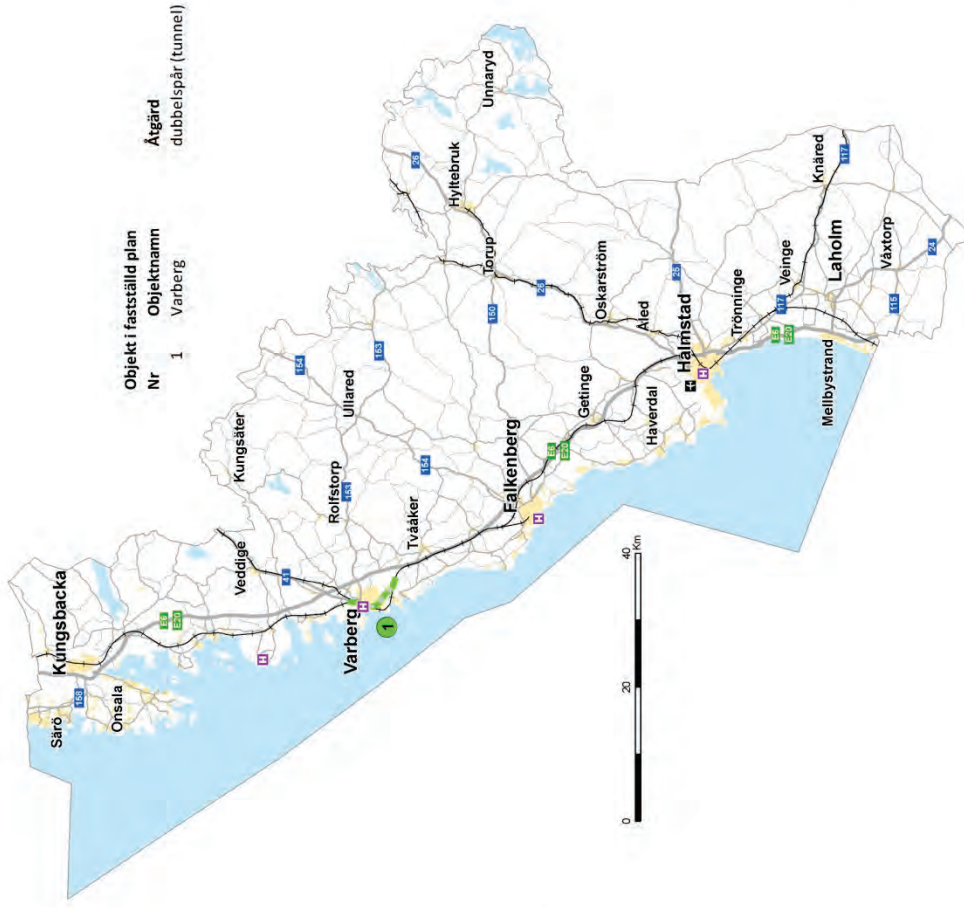 Objekt i fastställd plan
Nr Objektnamn Åtgärd
1 Varberg dubbelspår (tunnel)
Särö
Kungsbacka
158
Onsala
E6
E20
Veddige
41
Kungsäter
H
Varberg
H
1
Rolfstorp
153
Ullared
154
153
Tvååker
154
Falkenberg
H
E6
E20
Getinge
Haverdal
150
Torup
26
Hyltebruk
Unnaryd
26
Oskarström
Åled
25
Halmstad
H
Trönninge
117
Veinge
Knäred
117
E6
E20
Laholm
Mellbystrand
Våxtorp
115
24
0 20 40
Km